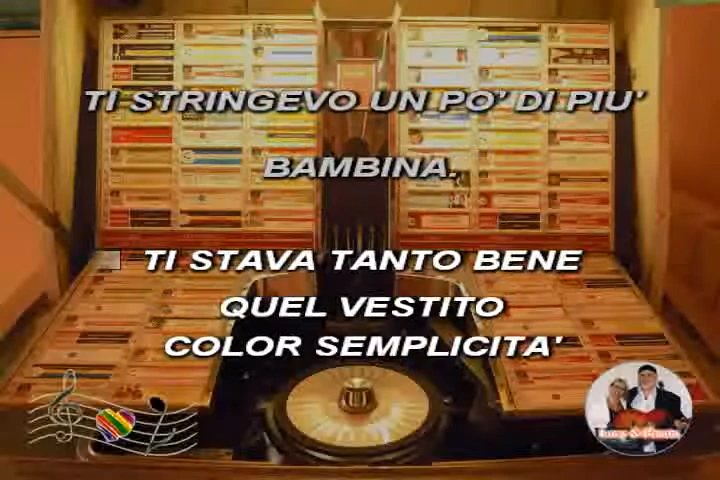 TI STRINGEVO UN PO' DI PIU'
BAMBINA.
TI STAVA TANTO BENE
QUEL VESTITO
COLOR SEMPLICITA'